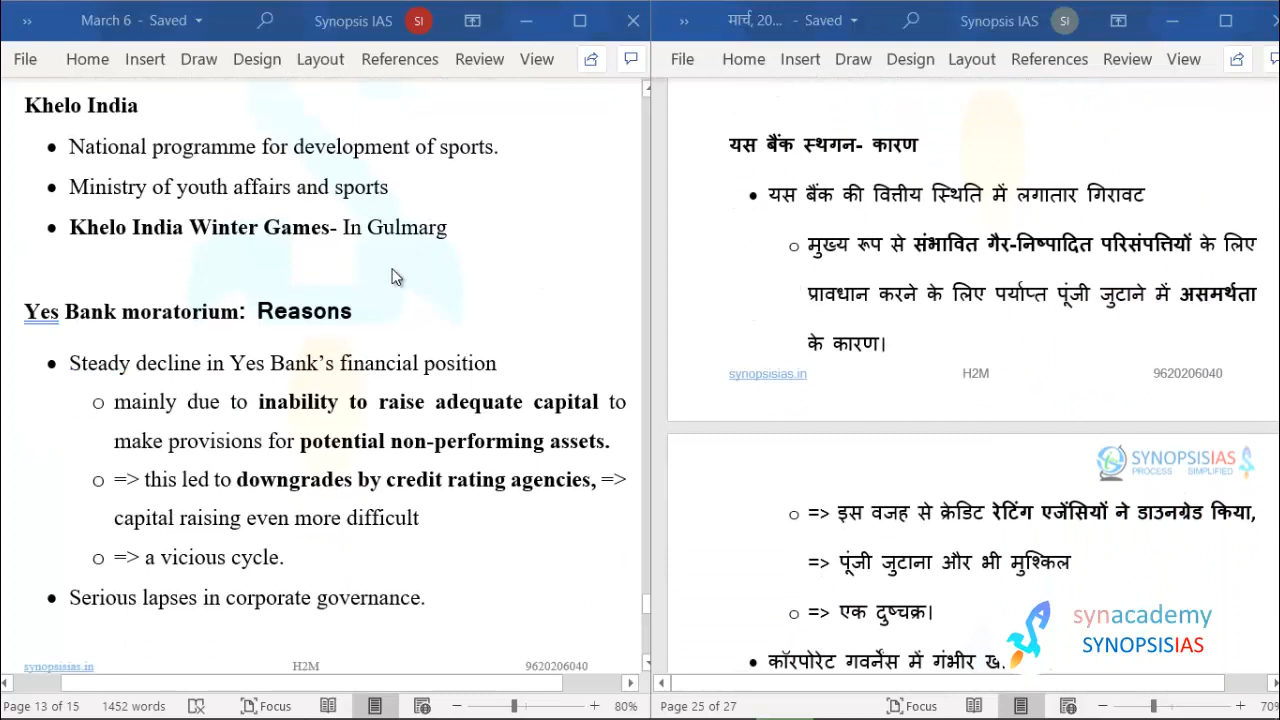 March 6 - Saved
Synopsis IAS
SI
File Home Insert Draw Design Layout References Review View
Khelo India
National programme for development of sports.
Ministry of youth affairs and sports
Khelo India Winter Games- In Gulmarg
Yes Bank moratorium: Reasons
Steady decline in Yes Bank’s financial position
mainly due to inability to raise adequate capital to
make provisions for potential non-performing assets.
=> this led to downgrades by credit rating agencies, =>
capital raising even more difficult
=> a vicious cycle.
Serious lapses in corporate governance.
synopsisias.in H2M 9620206040
Page 13 of 15 1452 words Focus 80%
मार्च, 20... - Saved
Synopsis IAS
SI
File Home Insert Draw Design Layout References Review View
यस बैंक स्थगन- कारण
यस बैंक की वित्तीय स्थिति में लगातार गिरावट
मुख्य रूप से संभावित गैर-निष्पादित परिसंपत्तियों के लिए
प्रावधान करने के लिए पर्याप्त पूंजी जुटाने में असमर्थता
के कारण।
synopsisias.in H2M 9620206040
SYNOPSISIAS
PROCESS SIMPLIFIED
=> इस वजह से क्रेडिट रेटिंग एजेंसियों ने डाउनग्रेड किया,
=> पूंजी जुटाना और भी मुश्किल
=> एक दुष्चक्र।
कॉरपोरेट गवर्नेंस में गंभीर
synacademy
SYNOPSISIAS
Page 25 of 27 Focus 70%